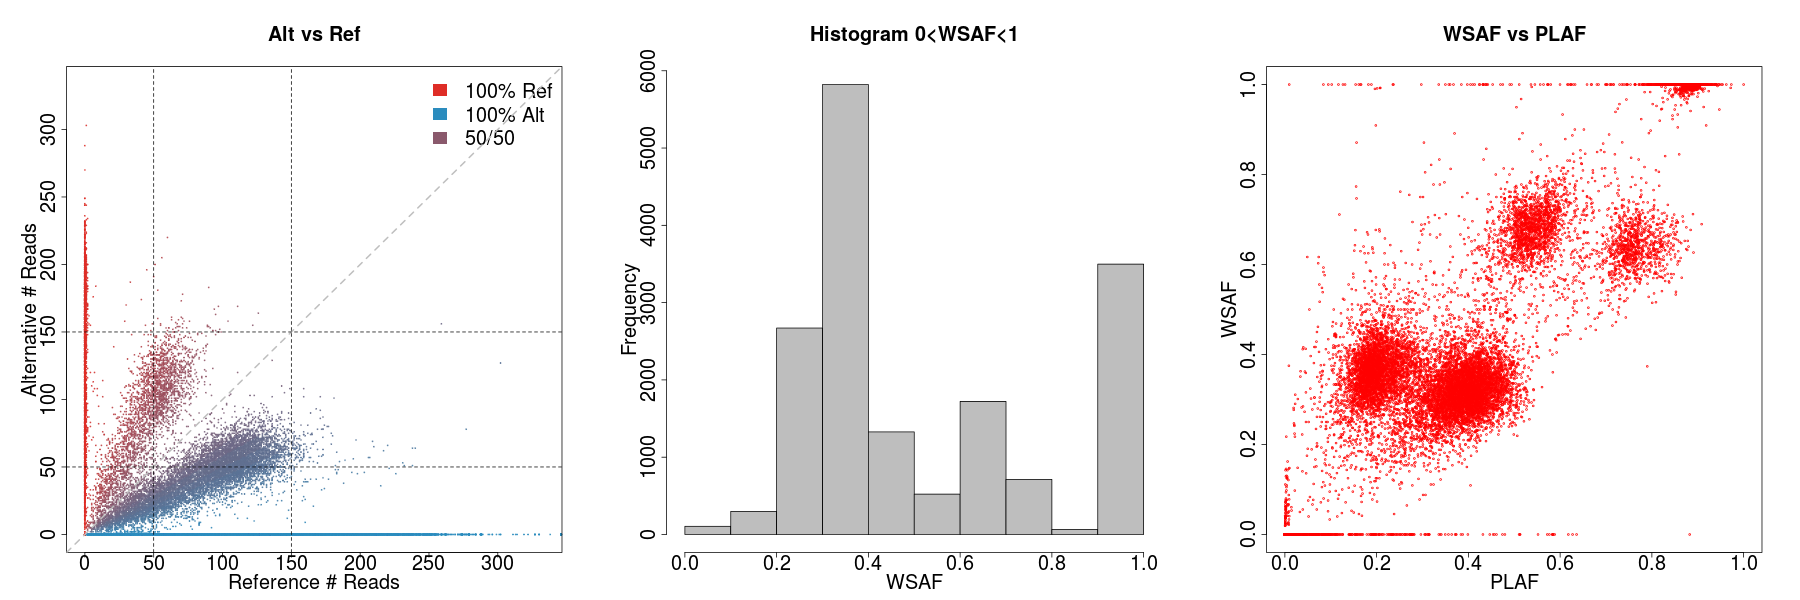 Alt vs Ref
100% Ref
100% Alt
50/50
Alternative # Reads
0 50 100 150 200 250 300
0 50 100 150 200 250 300
Reference # Reads
Histogram 0<WSAF<1
Frequency
0 1000 2000 3000 4000 5000 6000
0.0 0.2 0.4 0.6 0.8 1.0
WSAF
WSAF vs PLAF
WSAF
0.0 0.2 0.4 0.6 0.8 1.0
0.0 0.2 0.4 0.6 0.8 1.0
PLAF